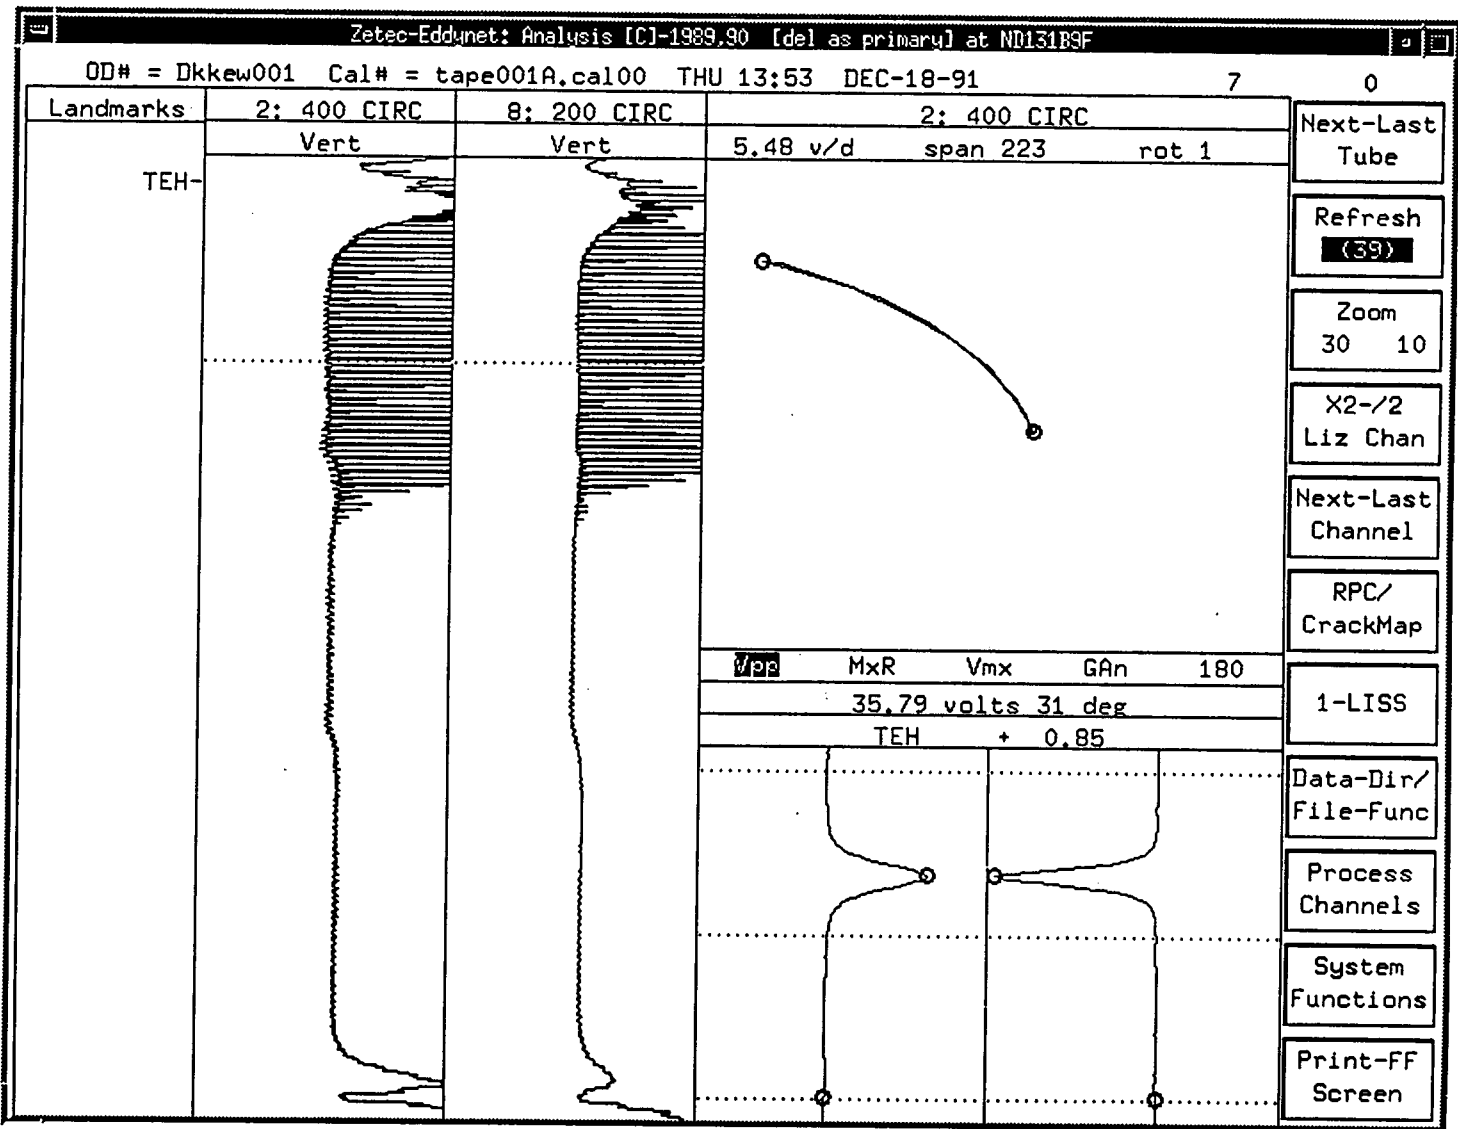 Zetec-Eddynet: Analysis [C]-1989,90 [del as primary] at ND131B9F
OD# = Dkkew001 Cal# = tape001A.cal00 THU 13:53 DEC-18-91 7 0
Landmarks 2: 400 CIRC 8: 200 CIRC 2: 400 CIRC
Vert Vert 5.48 v/d span 223 rot 1
TEH-
Vpp MxR Vmx GAn 180
35.79 volts 31 deg
TEH + 0.85
Next-Last
Tube
Refresh
(39)
Zoom
30 10
X2-/2
Liz Chan
Next-Last
Channel
RPC/
CrackMap
1-LISS
Data-Dir/
File-Func
Process
Channels
System
Functions
Print-FF
Screen